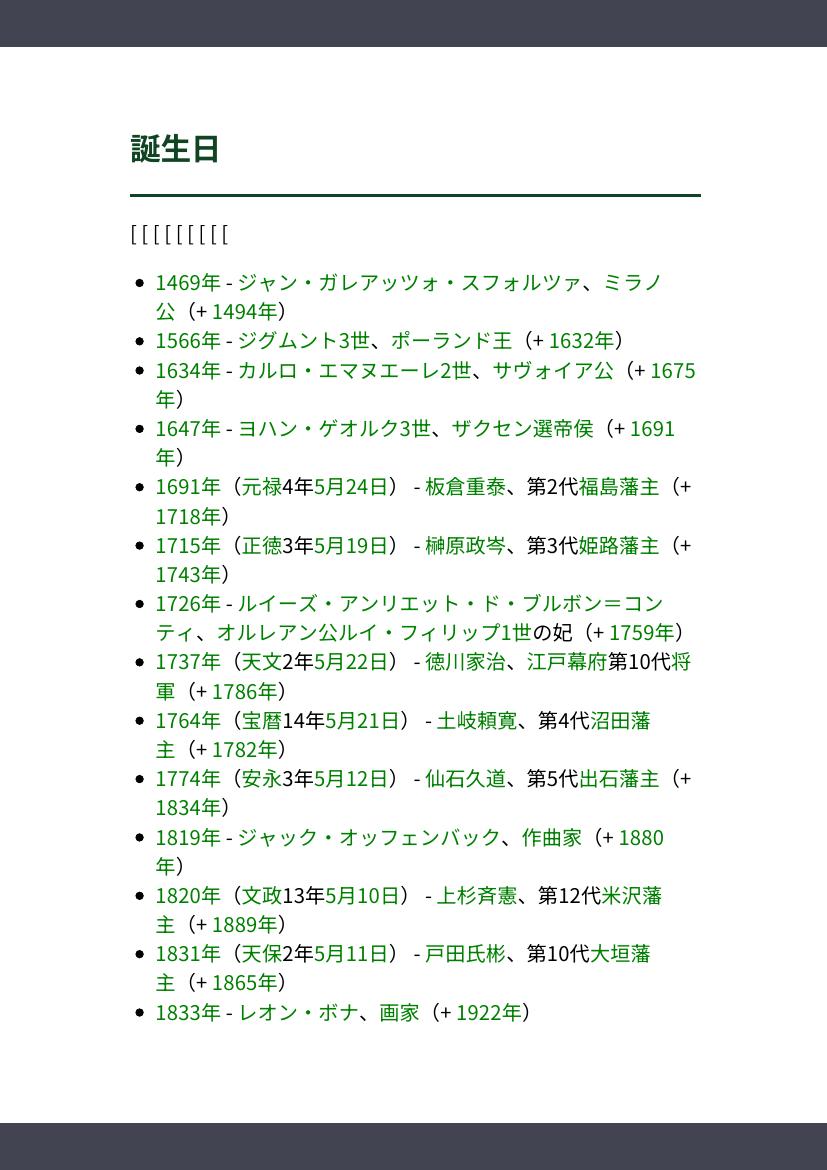 誕生日
[ [ [ [ [ [ [ [ [
1469年 - ジャン・ガレアッツォ・スフォルツァ、ミラノ
公（+ 1494年）
1566年 - ジグムント3世、ポーランド王（+ 1632年）
1634年 - カルロ・エマヌエーレ2世、サヴォイア公（+ 1675
年）
1647年 - ヨハン・ゲオルク3世、ザクセン選帝侯（+ 1691
年）
1691年（元禄4年5月24日） - 板倉重泰、第2代福島藩主（+
1718年）
1715年（正徳3年5月19日） - 榊原政岑、第3代姫路藩主（+
1743年）
1726年 - ルイーズ・アンリエット・ド・ブルボン＝コン
ティ、オルレアン公ルイ・フィリップ1世の妃（+ 1759年）
1737年（天文2年5月22日） - 徳川家治、江戸幕府第10代将
軍（+ 1786年）
1764年（宝暦14年5月21日） - 土岐頼寛、第4代沼田藩
主（+ 1782年）
1774年（安永3年5月12日） - 仙石久道、第5代出石藩主（+
1834年）
1819年 - ジャック・オッフェンバック、作曲家（+ 1880
年）
1820年（文政13年5月10日） - 上杉斉憲、第12代米沢藩
主（+ 1889年）
1831年（天保2年5月11日） - 戸田氏彬、第10代大垣藩
主（+ 1865年）
1833年 - レオン・ボナ、画家（+ 1922年）